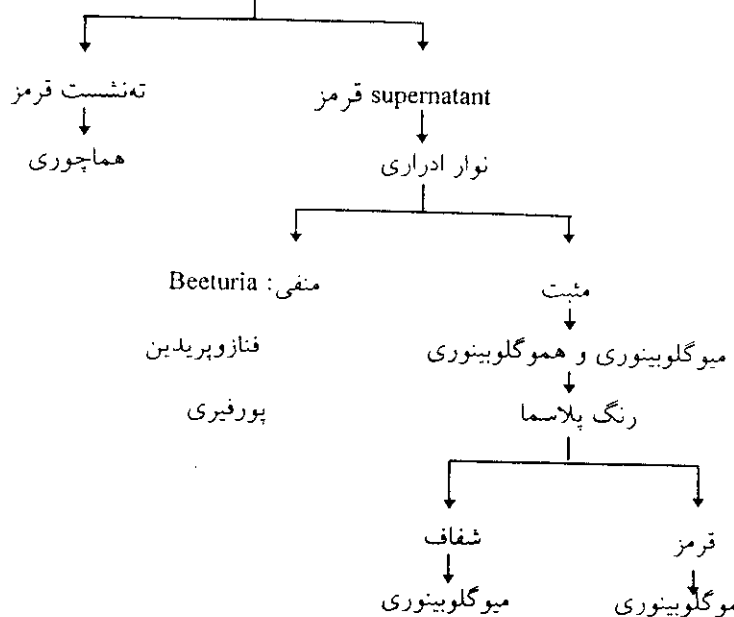 supernatant قرمز
ته‌نشست قرمز
نوار ادراری
هماچوری
مثبت
منفی: Beeturia
میوگلوبینوری و هموگلوبینوری
فنازوپریدین
رنگ پلاسما
پورفیری
قرمز
شفاف
موگلوبینوری
میوگلوبینوری